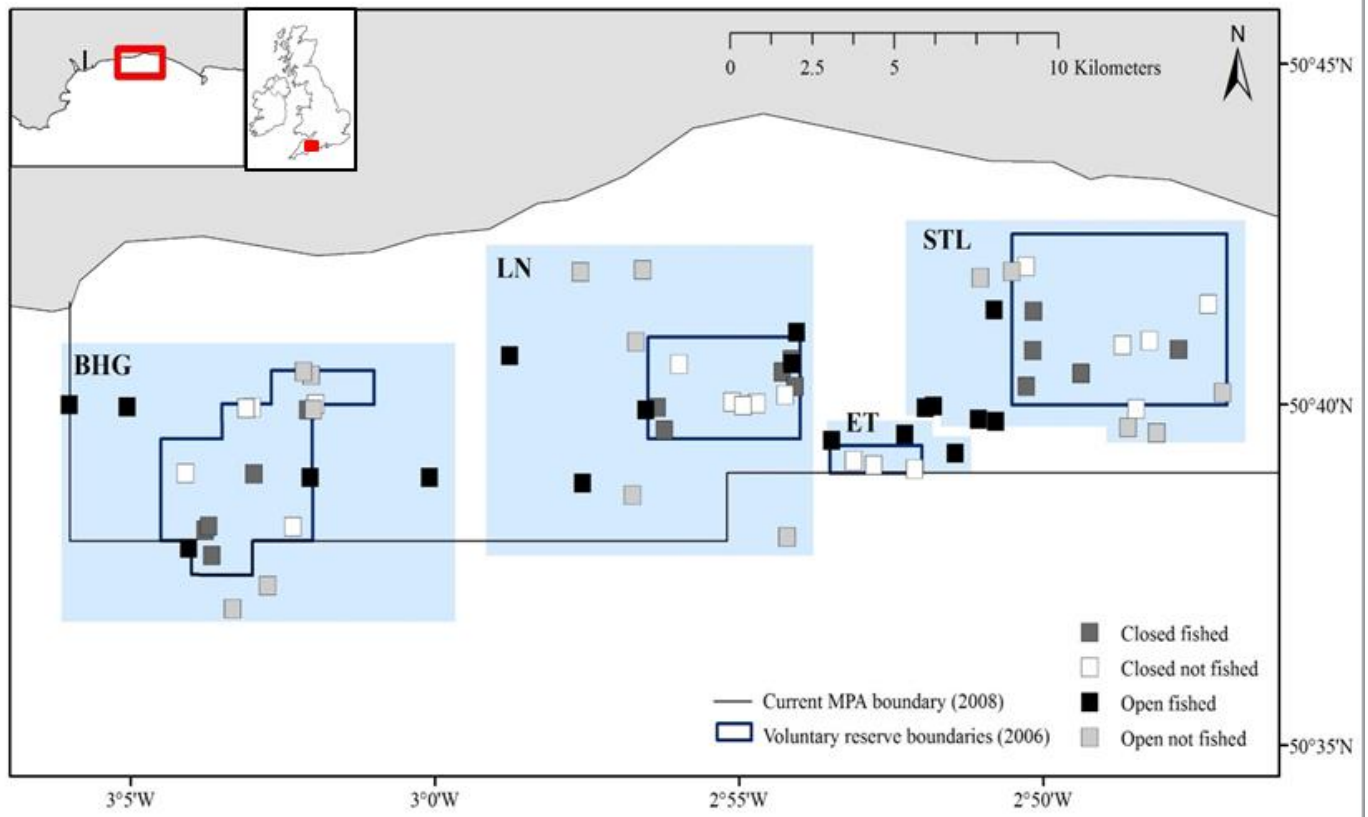 N
0 2.5 5 10 Kilometers
50°45'N
STL
LN
BHG
50°40'N
ET
Closed fished
Closed not fished
Current MPA boundary (2008)
Open fished
Voluntary reserve boundaries (2006)
Open not fished
50°35'N
3°5'W 3°0'W 2°55'W 2°50'W